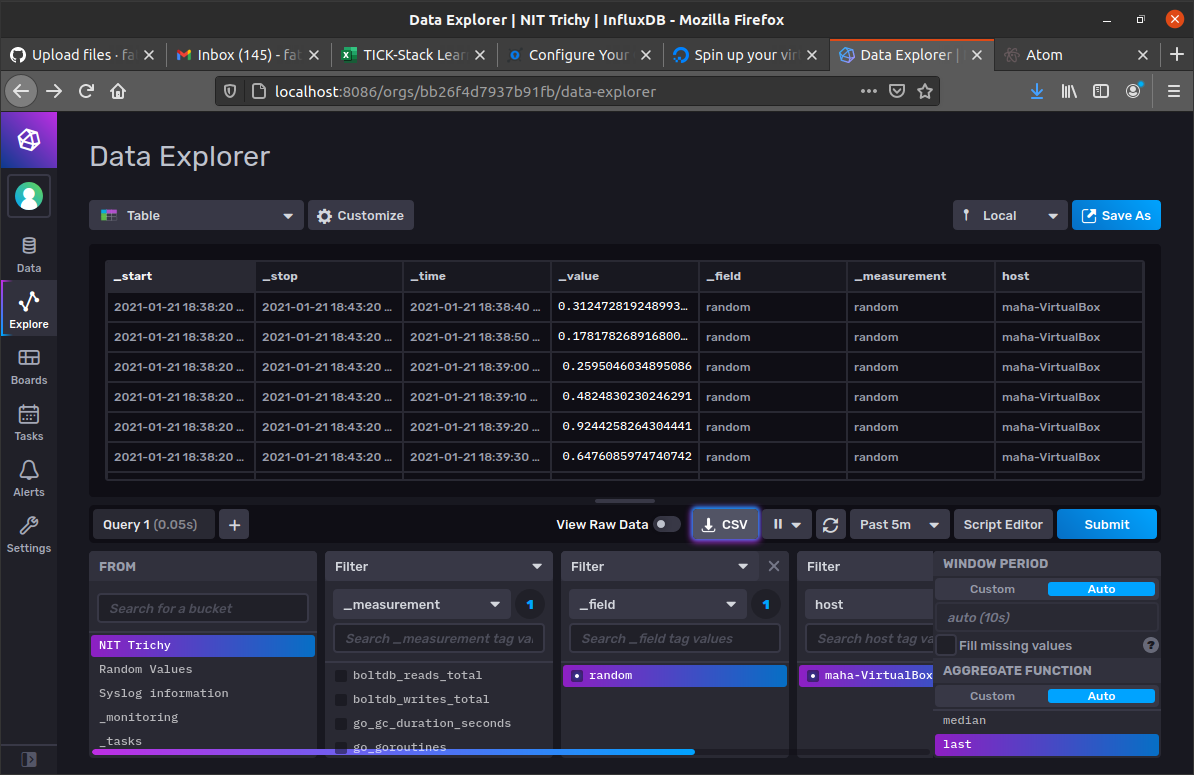 Data Explorer | NIT Trichy | InfluxDB - Mozilla Firefox
Upload files · fa
Inbox (145) - fat
TICK-Stack Lear
Configure Your
Spin up your virt
Data Explorer |
Atom
localhost:8086/orgs/bb26f4d7937b91fb/data-explorer
Data Explorer
Table
Customize
Local
Save As
Data
Explore
Boards
Tasks
Alerts
Settings
_start _stop _time _value _field _measurement host
2021-01-21 18:38:20 ... 2021-01-21 18:43:20 ... 2021-01-21 18:38:40 ... 0.312472819248993... random random maha-VirtualBox
2021-01-21 18:38:20 ... 2021-01-21 18:43:20 ... 2021-01-21 18:38:50 ... 0.178178268916800... random random maha-VirtualBox
2021-01-21 18:38:20 ... 2021-01-21 18:43:20 ... 2021-01-21 18:39:00 ... 0.2595046034895086 random random maha-VirtualBox
2021-01-21 18:38:20 ... 2021-01-21 18:43:20 ... 2021-01-21 18:39:10 ... 0.4824830230246291 random random maha-VirtualBox
2021-01-21 18:38:20 ... 2021-01-21 18:43:20 ... 2021-01-21 18:39:20 ... 0.9244258264304441 random random maha-VirtualBox
2021-01-21 18:38:20 ... 2021-01-21 18:43:20 ... 2021-01-21 18:39:30 ... 0.6476085974740742 random random maha-VirtualBox
Query 1 (0.05s)
+
View Raw Data
CSV
Past 5m
Script Editor
Submit
FROM
Search for a bucket
NIT Trichy
Random Values
Syslog information
_monitoring
_tasks
Filter
_measurement
1
Search _measurement tag val
boltdb_reads_total
boltdb_writes_total
go_gc_duration_seconds
go_goroutines
Filter
_field
1
Search _field tag values
random
Filter
host
Search host tag va
maha-VirtualBox
WINDOW PERIOD
Custom Auto
auto (10s)
Fill missing values
?
AGGREGATE FUNCTION
Custom Auto
median
last